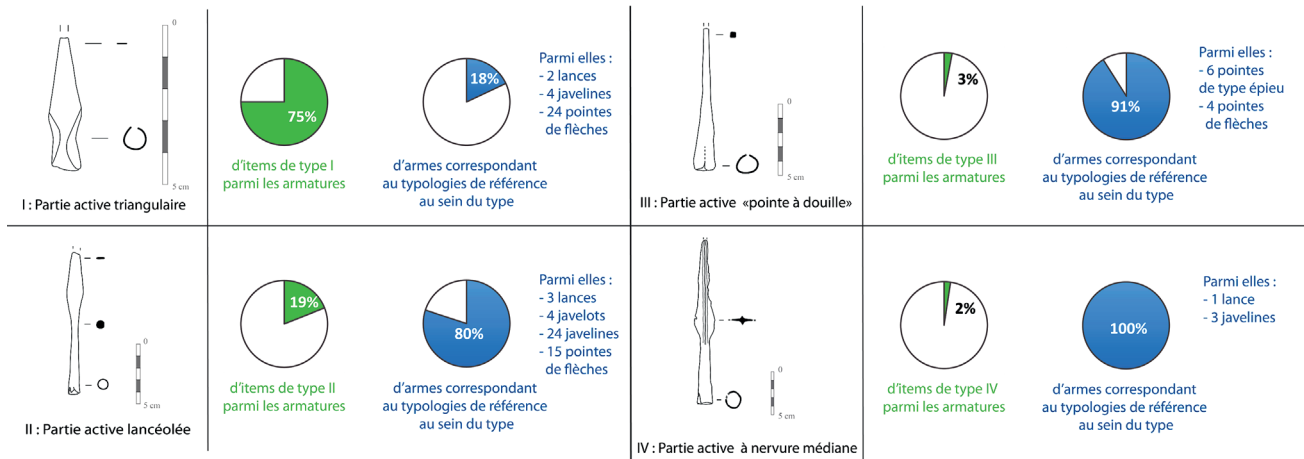 0
5 cm
I : Partie active triangulaire
75%
d'items de type I
parmi les armatures
18%
d'armes correspondant
au typologies de référence
au sein du type
Parmi elles :
- 2 lances
- 4 javelines
- 24 pointes
de flèches
0
5 cm
III : Partie active «pointe à douille»
3%
d'items de type III
parmi les armatures
91%
d'armes correspondant
au typologies de référence
au sein du type
Parmi elles :
- 6 pointes
de type épieu
- 4 pointes
de flèches
0
5 cm
II : Partie active lancéolée
19%
d'items de type II
parmi les armatures
80%
d'armes correspondant
au typologies de référence
au sein du type
Parmi elles :
- 3 lances
- 4 javelots
- 24 javelines
- 15 pointes
de flèches
0
5 cm
IV : Partie active à nervure médiane
2%
d'items de type IV
parmi les armatures
100%
d'armes correspondant
au typologies de référence
au sein du type
Parmi elles :
- 1 lance
- 3 javelines